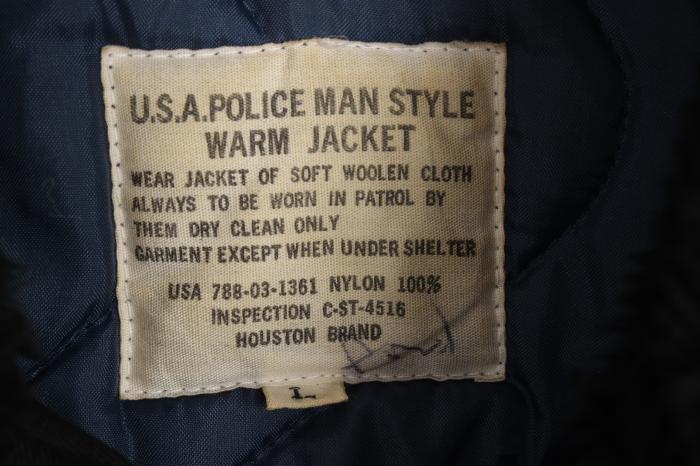 U.S.A.POLICE MAN STYLE
WARM JACKET
WEAR JACKET OF SOFT WOOLEN CLOTH
ALWAYS TO BE WORN IN PATROL BY
THEM DRY CLEAN ONLY
GARMENT EXCEPT WHEN UNDER SHELTER
USA 788-03-1361 NYLON 100%
INSPECTION C-ST-4516
HOUSTON BRAND
L